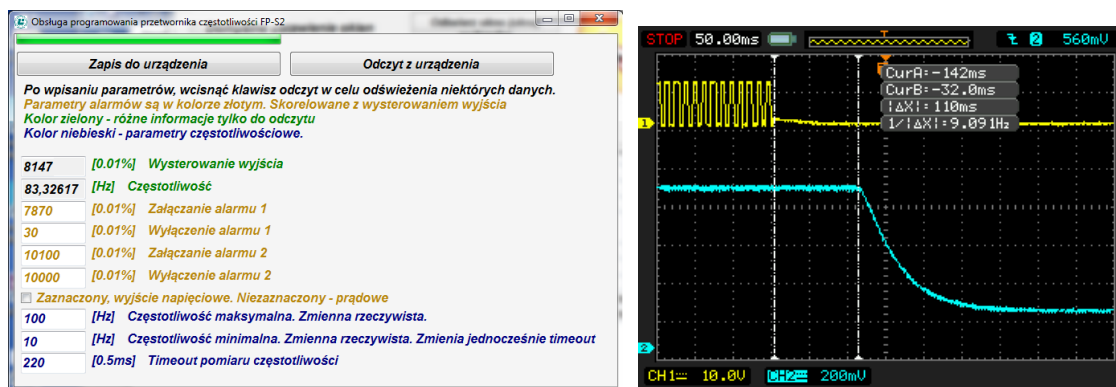 Obsługa programowania przetwornika częstotliwości FP-S2
Zapis do urządzenia
Odczyt z urządzenia
Po wpisaniu parametrów, wcisnąć klawisz odczyt w celu odświeżenia niektórych danych.
Parametry alarmów są w kolorze złotym. Skorelowane z wysterowaniem wyjścia
Kolor zielony - różne informacje tylko do odczytu
Kolor niebieski - parametry częstotliwościowe.
8147 [0.01%] Wysterowanie wyjścia
83,32617 [Hz] Częstotliwość
7870 [0.01%] Załączanie alarmu 1
30 [0.01%] Wyłączenie alarmu 1
10100 [0.01%] Załączanie alarmu 2
10000 [0.01%] Wyłączenie alarmu 2
Zaznaczony, wyjście napięciowe. Niezaznaczony - prądowe
100 [Hz] Częstotliwość maksymalna. Zmienna rzeczywista.
10 [Hz] Częstotliwość minimalna. Zmienna rzeczywista. Zmienia jednocześnie timeout
220 [0.5ms] Timeout pomiaru częstotliwości
STOP 50.00ms T 2 560mV
CurA:-142ms
CurB:-32.0ms
|ΔX|:110ms
1/|ΔX|:9.091Hz
1
2
CH1 10.0V CH2 200mV